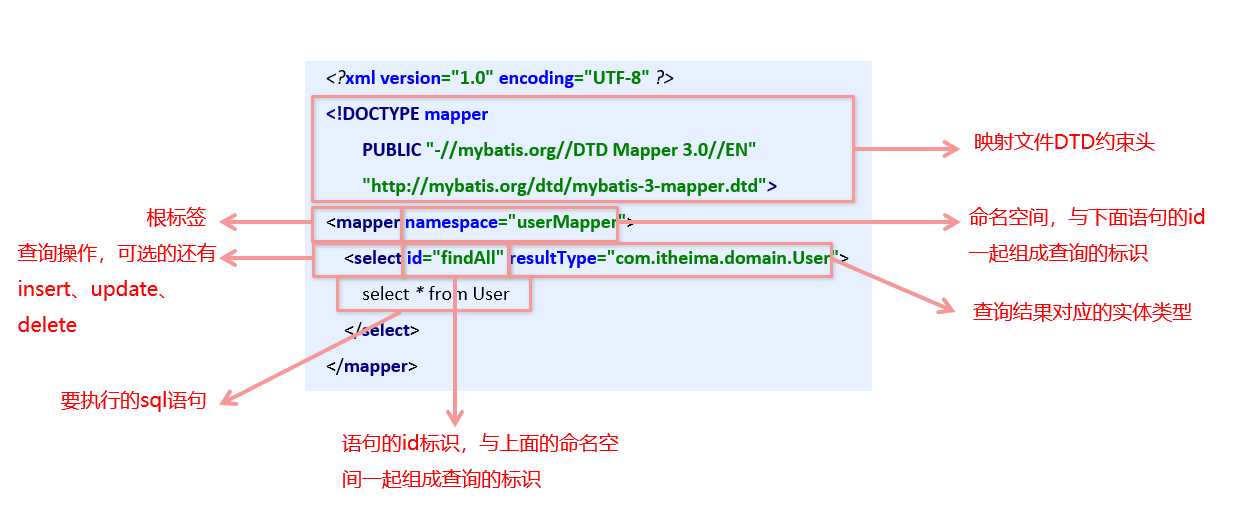 <?xml version="1.0" encoding="UTF-8" ?>
<!DOCTYPE mapper
PUBLIC "-//mybatis.org//DTD Mapper 3.0//EN"
"http://mybatis.org/dtd/mybatis-3-mapper.dtd">
映射文件DTD约束头
<mapper namespace="userMapper">
根标签
命名空间，与下面语句的id
一起组成查询的标识
<select id="findAll" resultType="com.itheima.domain.User">
查询操作，可选的还有
insert、update、
delete
select * from User
查询结果对应的实体类型
</select>
</mapper>
要执行的sql语句
语句的id标识，与上面的命名空
间一起组成查询的标识